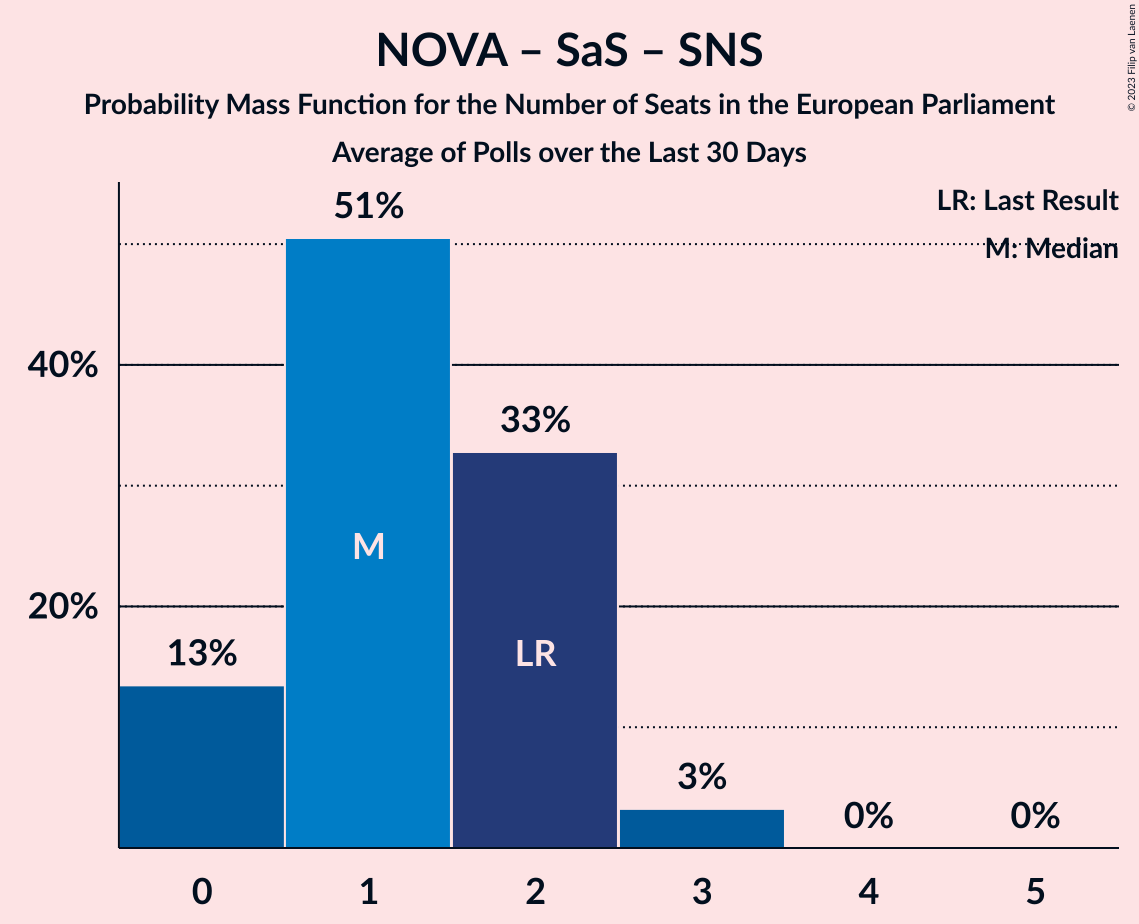 NOVA – SaS – SNS
Probability Mass Function for the Number of Seats in the European Parliament
Average of Polls over the Last 30 Days
© 2023 Filip van Laenen
LR: Last Result
M: Median
51%
40%
33%
M
20%
13%
LR
3%
0%
0%
0 1 2 3 4 5